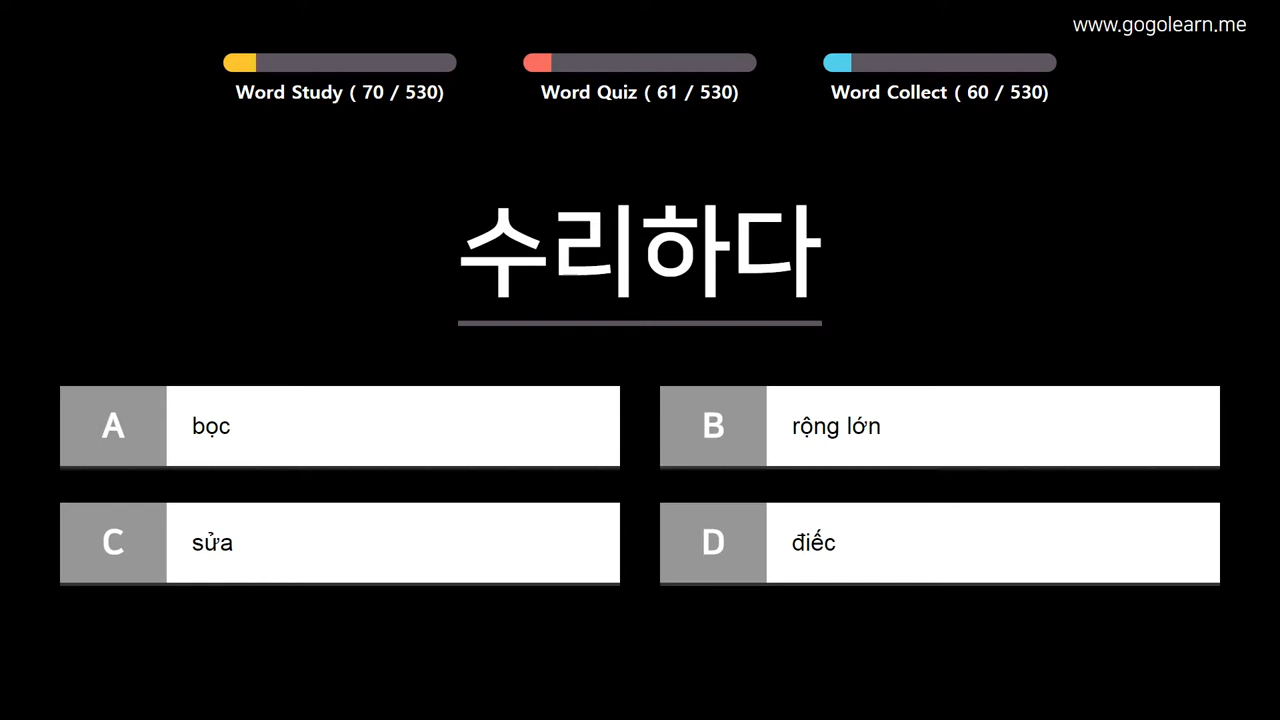 www.gogolearn.me
Word Study ( 70 / 530)
Word Quiz ( 61 / 530)
Word Collect ( 60 / 530)
수리하다
A bọc
B rộng lớn
C sửa
D điếc